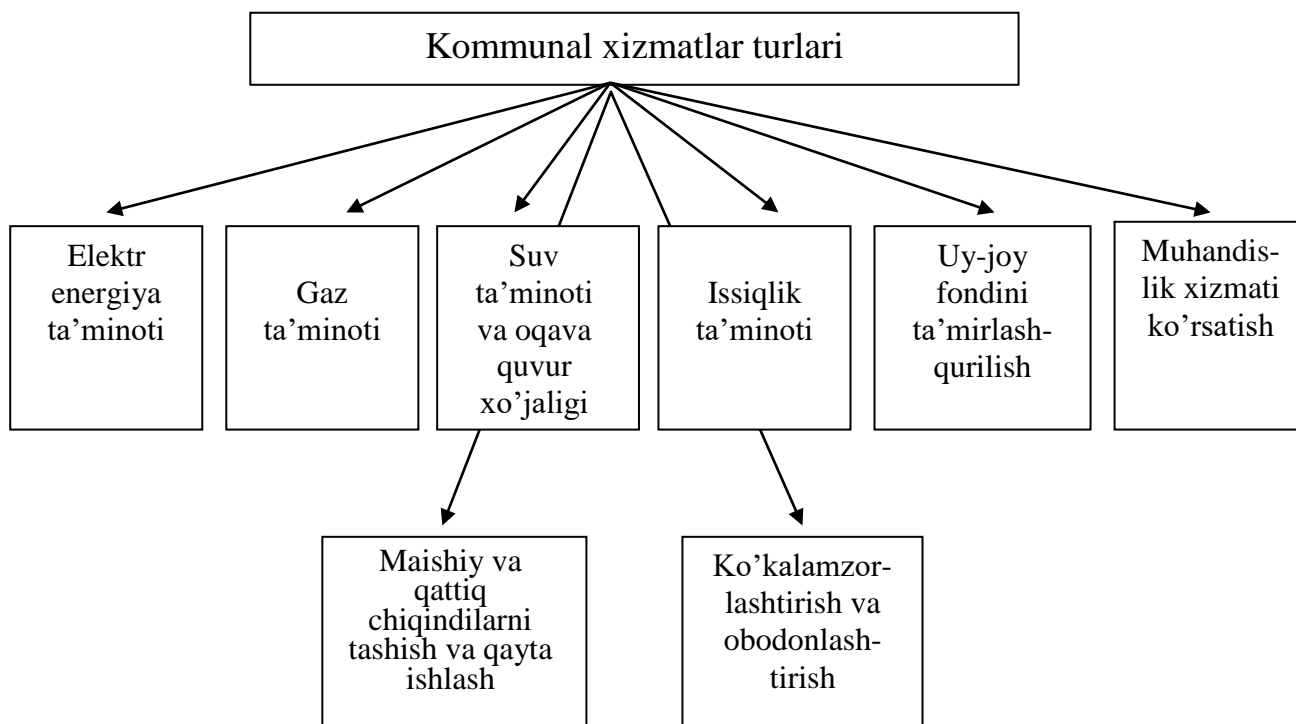 Kommunal xizmatlar turlari
Elektr
energiya
ta’minoti
Gaz
ta’minoti
Suv
ta’minoti
va oqava
quvur
xo’jaligi
Issiqlik
ta’minoti
Uy-joy
fondini
ta’mirlash-
qurilish
Muhandis-
lik xizmati
ko’rsatish
Maishiy va
qattiq
chiqindilarni
tashish va qayta
ishlash
Ko’kalamzor-
lashtirish va
obodonlash-
tirish